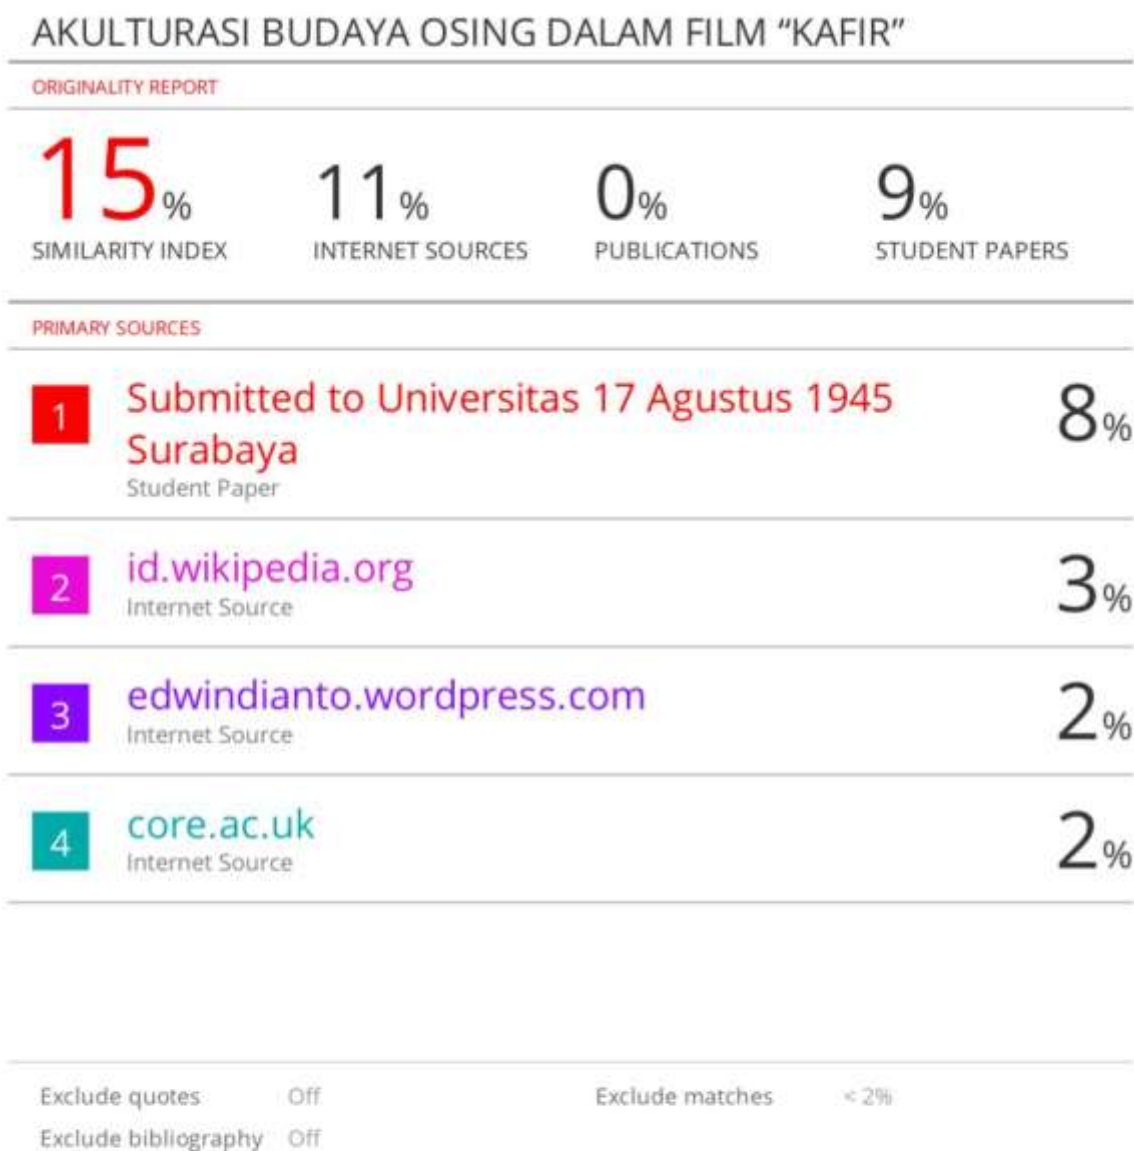 AKULTURASI BUDAYA OSING DALAM FILM “KAFIR”
ORIGINALITY REPORT
15% 11% 0% 9%
SIMILARITY INDEX INTERNET SOURCES PUBLICATIONS STUDENT PAPERS
PRIMARY SOURCES
1 Submitted to Universitas 17 Agustus 1945 8%
Surabaya
Student Paper
2 id.wikipedia.org 3%
Internet Source
3 edwindianto.wordpress.com 2%
Internet Source
4 core.ac.uk 2%
Internet Source
Exclude quotes Off Exclude matches < 2%
Exclude bibliography Off